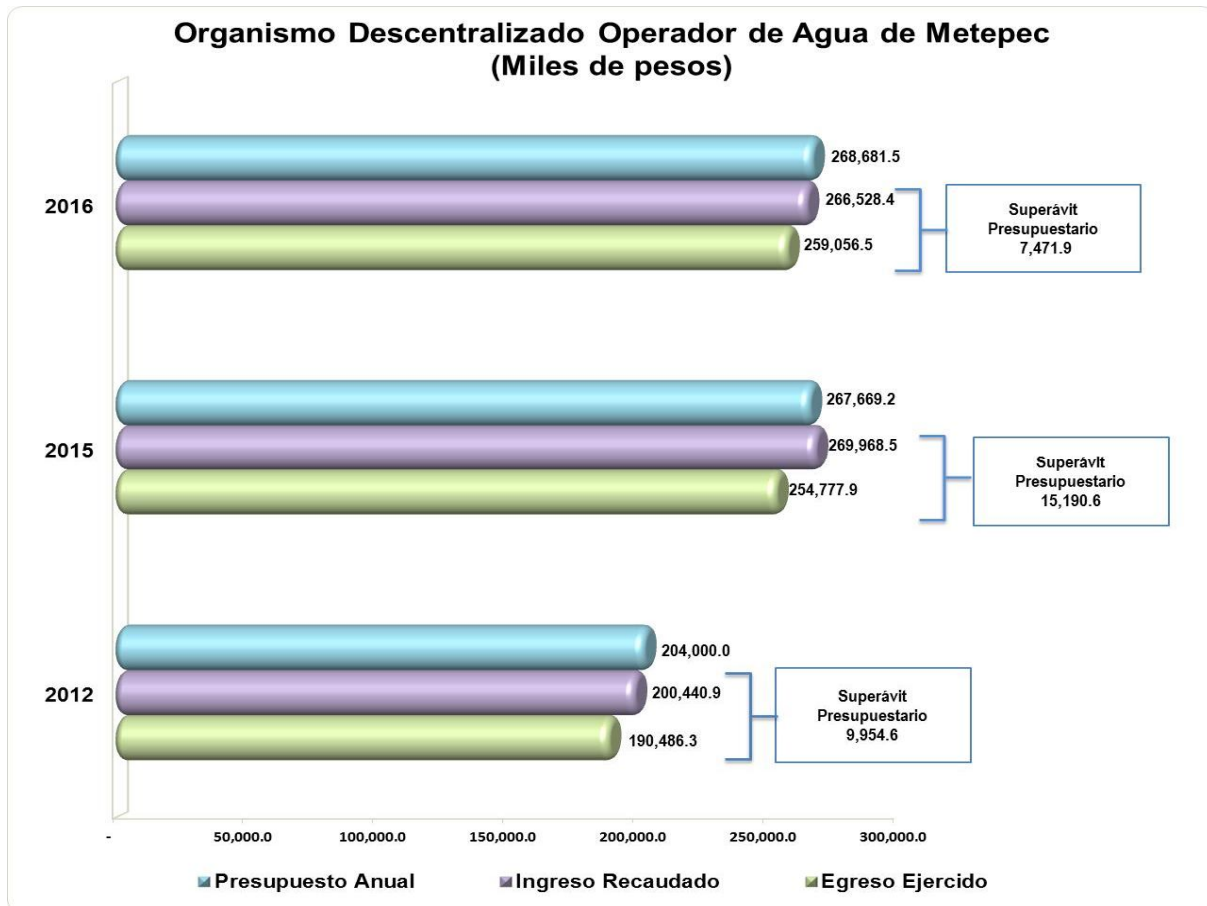 Organismo Descentralizado Operador de Agua de Metepec
(Miles de pesos)
2016
268,681.5
266,528.4
259,056.5
Superávit
Presupuestario
7,471.9
2015
267,669.2
269,968.5
254,777.9
Superávit
Presupuestario
15,190.6
2012
204,000.0
200,440.9
190,486.3
Superávit
Presupuestario
9,954.6
- 50,000.0 100,000.0 150,000.0 200,000.0 250,000.0 300,000.0
Presupuesto Anual Ingreso Recaudado Egreso Ejercido